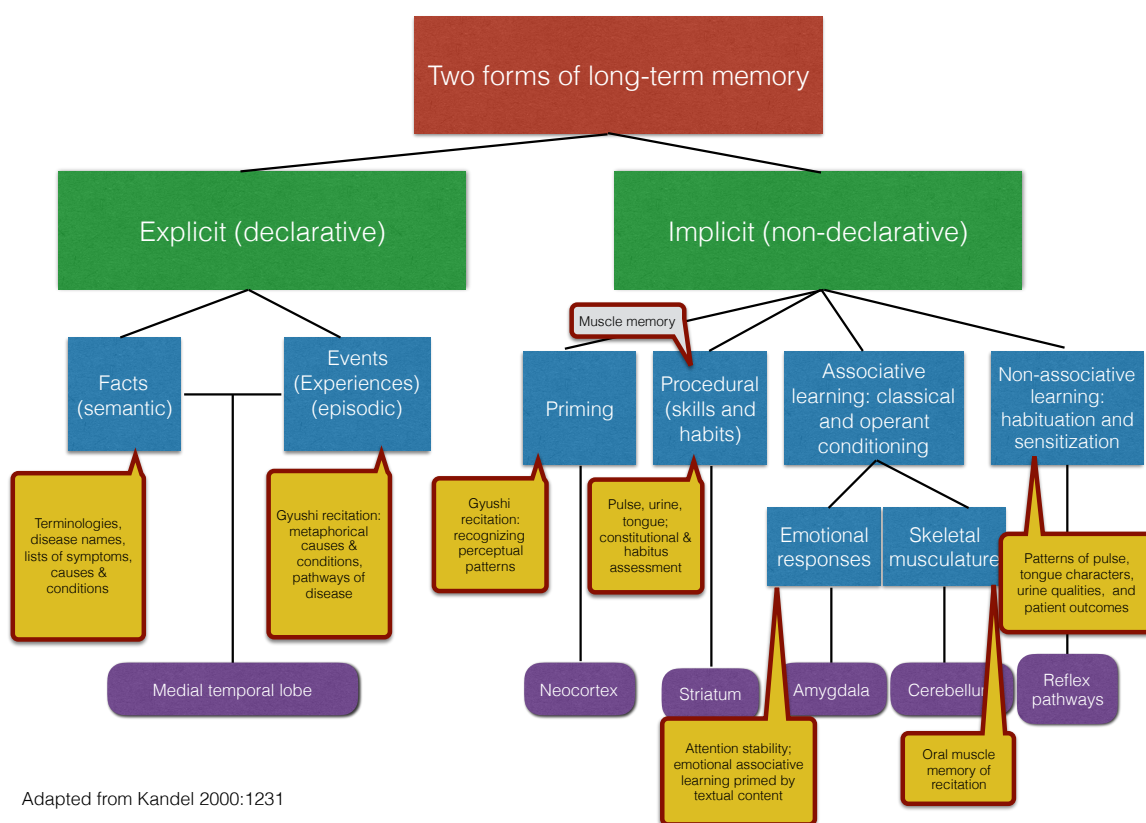 Two forms of long-term memory
Explicit (declarative)
Implicit (non-declarative)
Muscle memory
Facts
(semantic)
Events
(Experiences)
(episodic)
Priming
Procedural
(skills and
habits)
Associative
learning: classical
and operant
conditioning
Non-associative
learning:
habituation and
sensitization
Terminologies,
disease names,
lists of symptoms,
causes &
conditions
Gyushi recitation:
metaphorical
causes &
conditions,
pathways of
disease
Gyushi
recitation:
recognizing
perceptual
patterns
Pulse, urine,
tongue;
constitutional &
habitus
assessment
Emotional
responses
Skeletal
musculature
Patterns of pulse,
tongue characters,
urine qualities, and
patient outcomes
Medial temporal lobe
Neocortex
Striatum
Amygdala
Cerebellum
Reflex
pathways
Attention stability;
emotional associative
learning primed by
textual content
Oral muscle
memory of
recitation
Adapted from Kandel 2000:1231